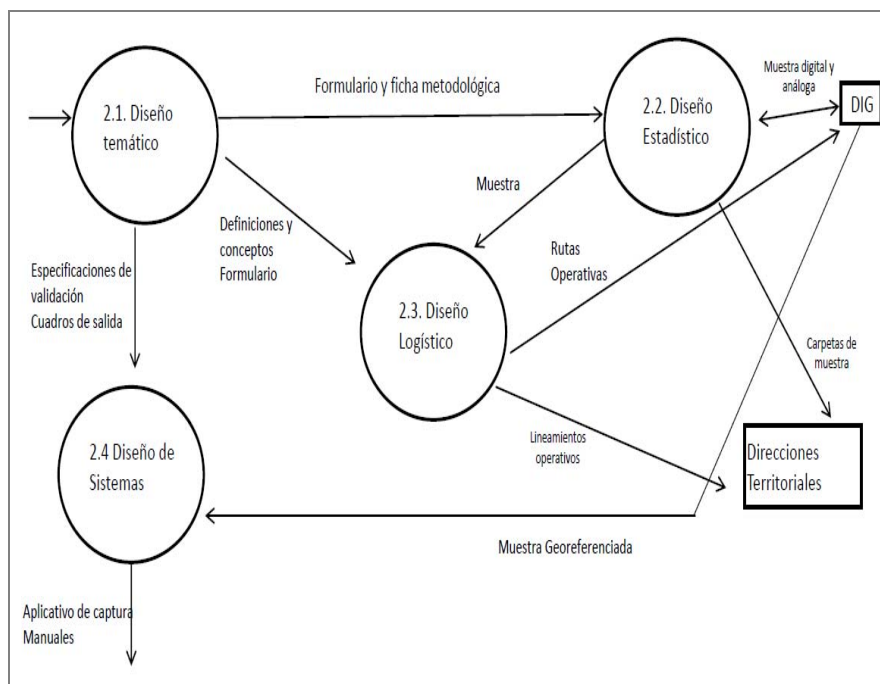 Muestra digital y
análoga
Formulario y ficha metodológica
2.1. Diseño
temático
2.2. Diseño
Estadístico
DIG
Muestra
Definiciones y
conceptos
Formulario
Rutas
Operativas
Especificaciones de
validación
Cuadros de salida
2.3. Diseño
Logístico
Carpetas de
muestra
Lineamientos
operativos
2.4 Diseño de
Sistemas
Direcciones
Territoriales
Muestra Georeferenciada
Aplicativo de captura
Manuales